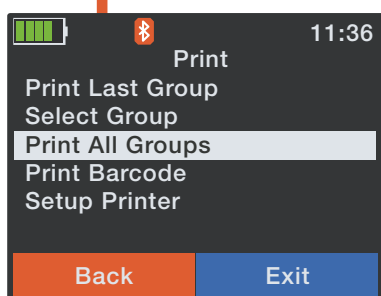 11:36
Print
Print Last Group
Select Group
Print All Groups
Print Barcode
Setup Printer
Back Exit